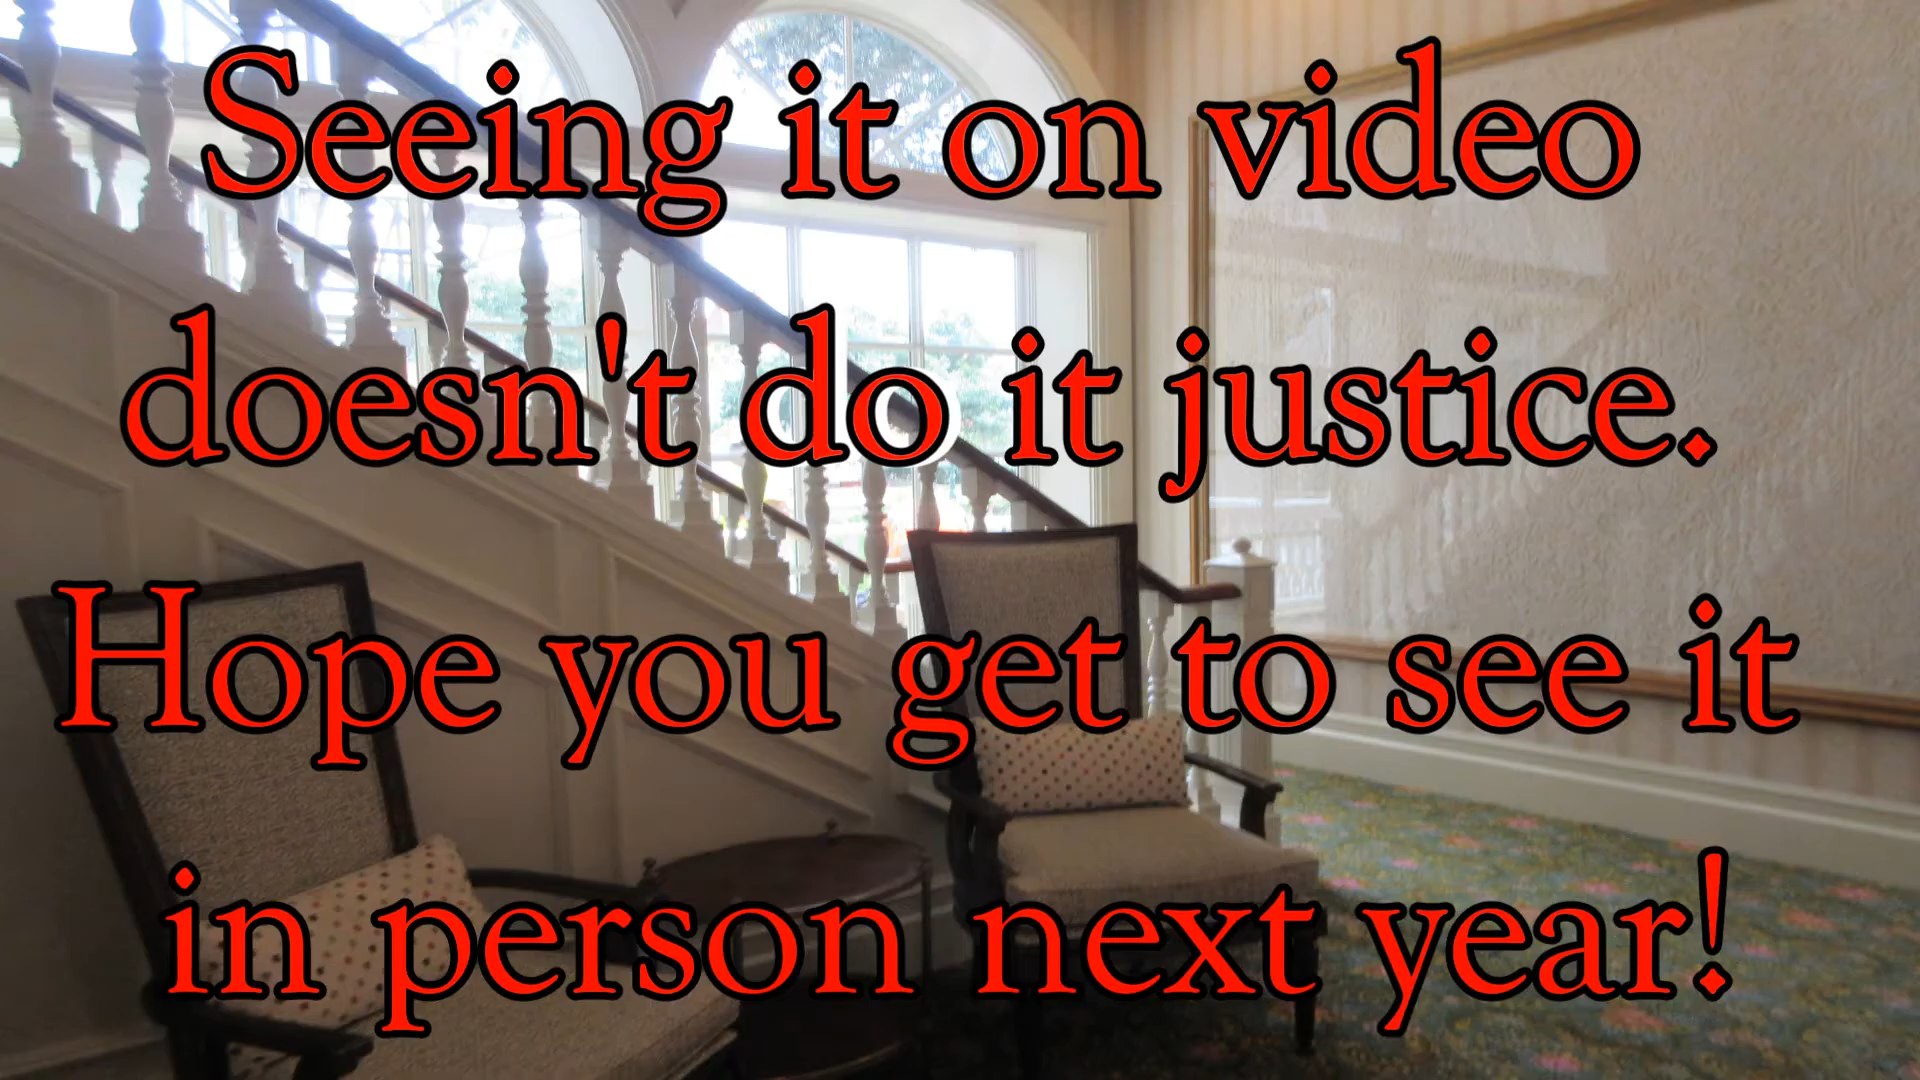 Seeing it on video
doesn't do it justice.
Hope you get to see it
in person next year!